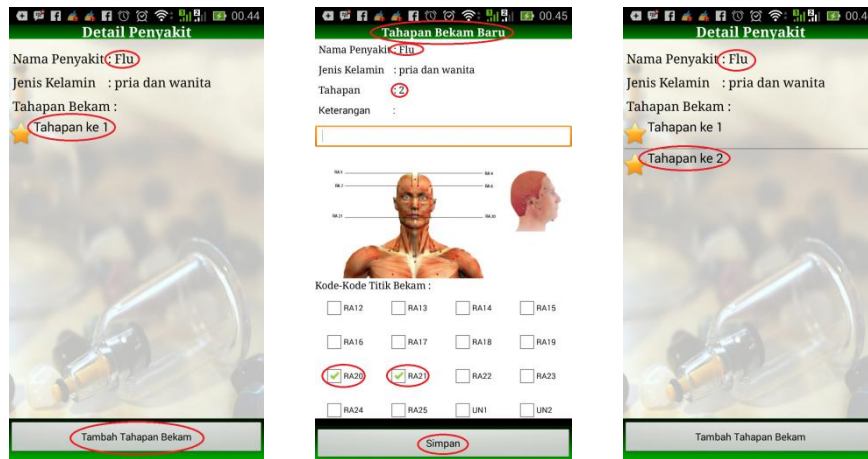 00.44
Detail Penyakit
Nama Penyakit : Flu
Jenis Kelamin : pria dan wanita
Tahapan Bekam :
Tahapan ke 1
Tambah Tahapan Bekam
00.45
Tahapan Bekam Baru
Nama Penyakit : Flu
Jenis Kelamin : pria dan wanita
Tahapan : 2
Keterangan :
Kode-Kode Titik Bekam :
RA12 RA13 RA14 RA15
RA16 RA17 RA18 RA19
RA20 RA21 RA22 RA23
RA24 RA25 UN1 UN2
Simpan
Detail Penyakit
Nama Penyakit : Flu
Jenis Kelamin : pria dan wanita
Tahapan Bekam :
Tahapan ke 1
Tahapan ke 2
Tambah Tahapan Bekam